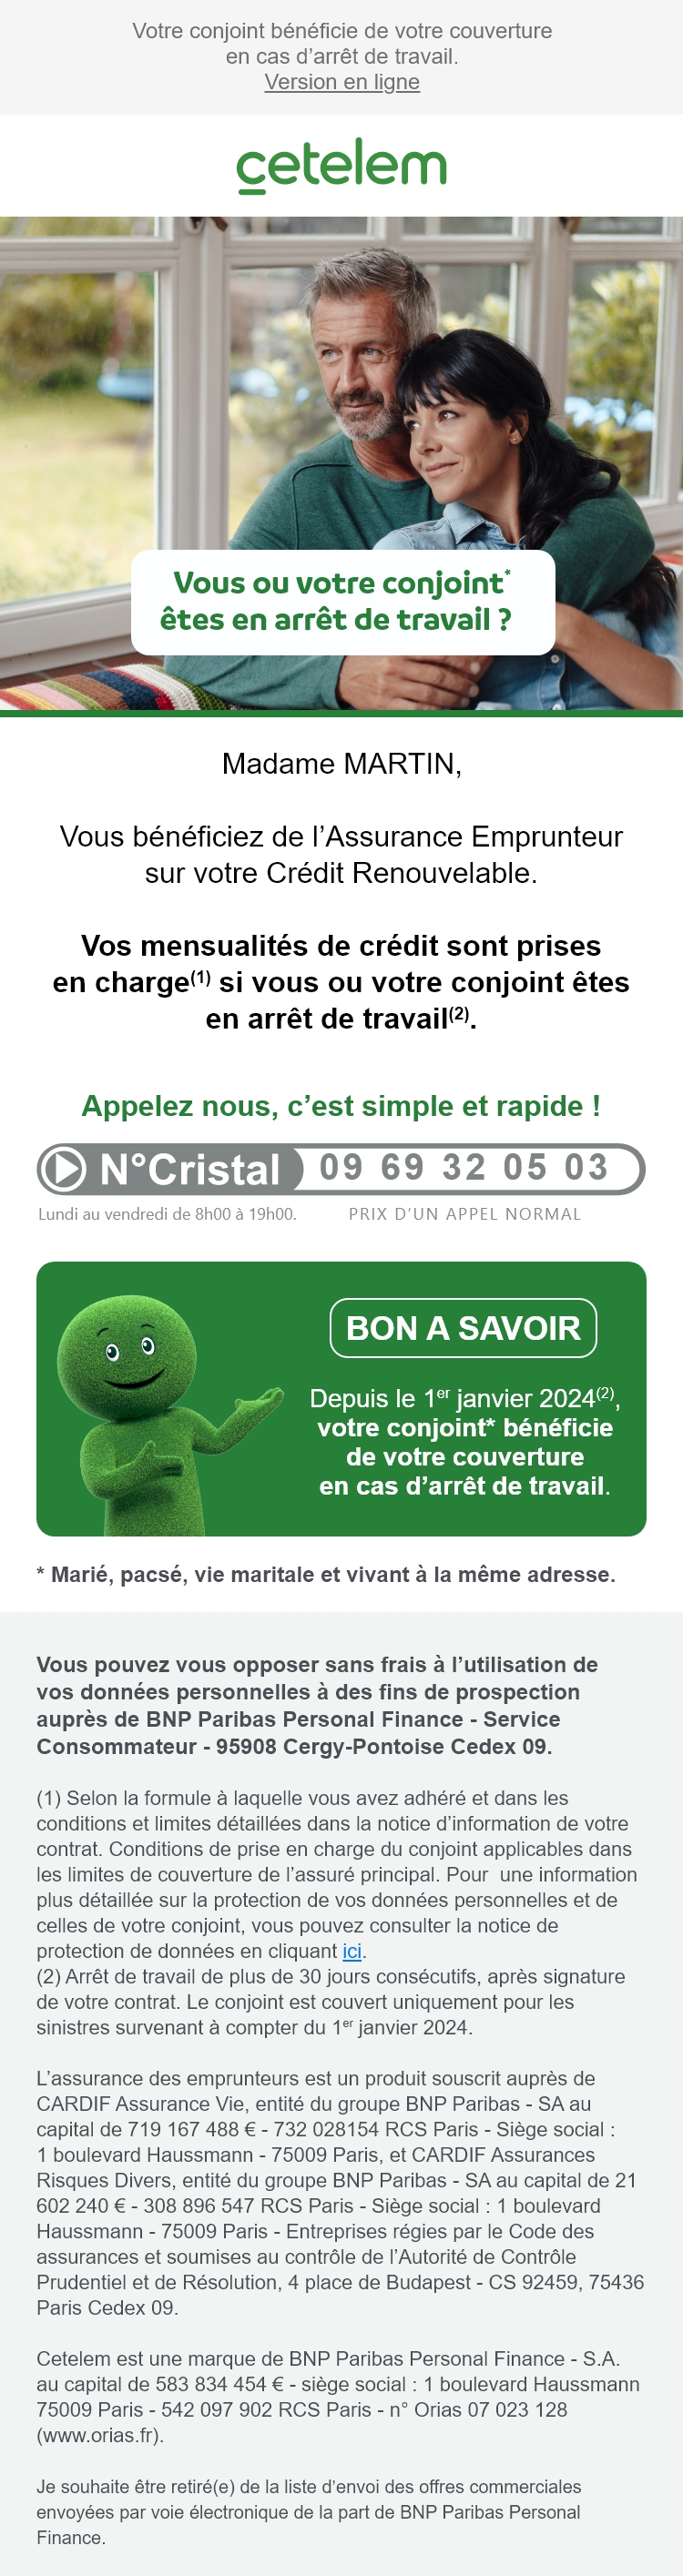 Votre conjoint bénéficie de votre couverture
en cas d’arrêt de travail.
Version en ligne
cetelem
Vous ou votre conjoint*
êtes en arrêt de travail ?
Madame MARTIN,
Vous bénéficiez de l’Assurance Emprunteur
sur votre Crédit Renouvelable.
Vos mensualités de crédit sont prises
en charge(1) si vous ou votre conjoint êtes
en arrêt de travail(2).
Appelez nous, c’est simple et rapide !
N°Cristal 09 69 32 05 03
Lundi au vendredi de 8h00 à 19h00. PRIX D’UN APPEL NORMAL
BON A SAVOIR
Depuis le 1er janvier 2024(2),
votre conjoint* bénéficie
de votre couverture
en cas d’arrêt de travail.
* Marié, pacsé, vie maritale et vivant à la même adresse.
Vous pouvez vous opposer sans frais à l’utilisation de
vos données personnelles à des fins de prospection
auprès de BNP Paribas Personal Finance - Service
Consommateur - 95908 Cergy-Pontoise Cedex 09.
(1) Selon la formule à laquelle vous avez adhéré et dans les
conditions et limites détaillées dans la notice d’information de votre
contrat. Conditions de prise en charge du conjoint applicables dans
les limites de couverture de l’assuré principal. Pour une information
plus détaillée sur la protection de vos données personnelles et de
celles de votre conjoint, vous pouvez consulter la notice de
protection de données en cliquant ici.
(2) Arrêt de travail de plus de 30 jours consécutifs, après signature
de votre contrat. Le conjoint est couvert uniquement pour les
sinistres survenant à compter du 1er janvier 2024.
L’assurance des emprunteurs est un produit souscrit auprès de
CARDIF Assurance Vie, entité du groupe BNP Paribas - SA au
capital de 719 167 488 € - 732 028154 RCS Paris - Siège social :
1 boulevard Haussmann - 75009 Paris, et CARDIF Assurances
Risques Divers, entité du groupe BNP Paribas - SA au capital de 21
602 240 € - 308 896 547 RCS Paris - Siège social : 1 boulevard
Haussmann - 75009 Paris - Entreprises régies par le Code des
assurances et soumises au contrôle de l’Autorité de Contrôle
Prudentiel et de Résolution, 4 place de Budapest - CS 92459, 75436
Paris Cedex 09.
Cetelem est une marque de BNP Paribas Personal Finance - S.A.
au capital de 583 834 454 € - siège social : 1 boulevard Haussmann
75009 Paris - 542 097 902 RCS Paris - n° Orias 07 023 128
(www.orias.fr).
Je souhaite être retiré(e) de la liste d’envoi des offres commerciales
envoyées par voie électronique de la part de BNP Paribas Personal
Finance.